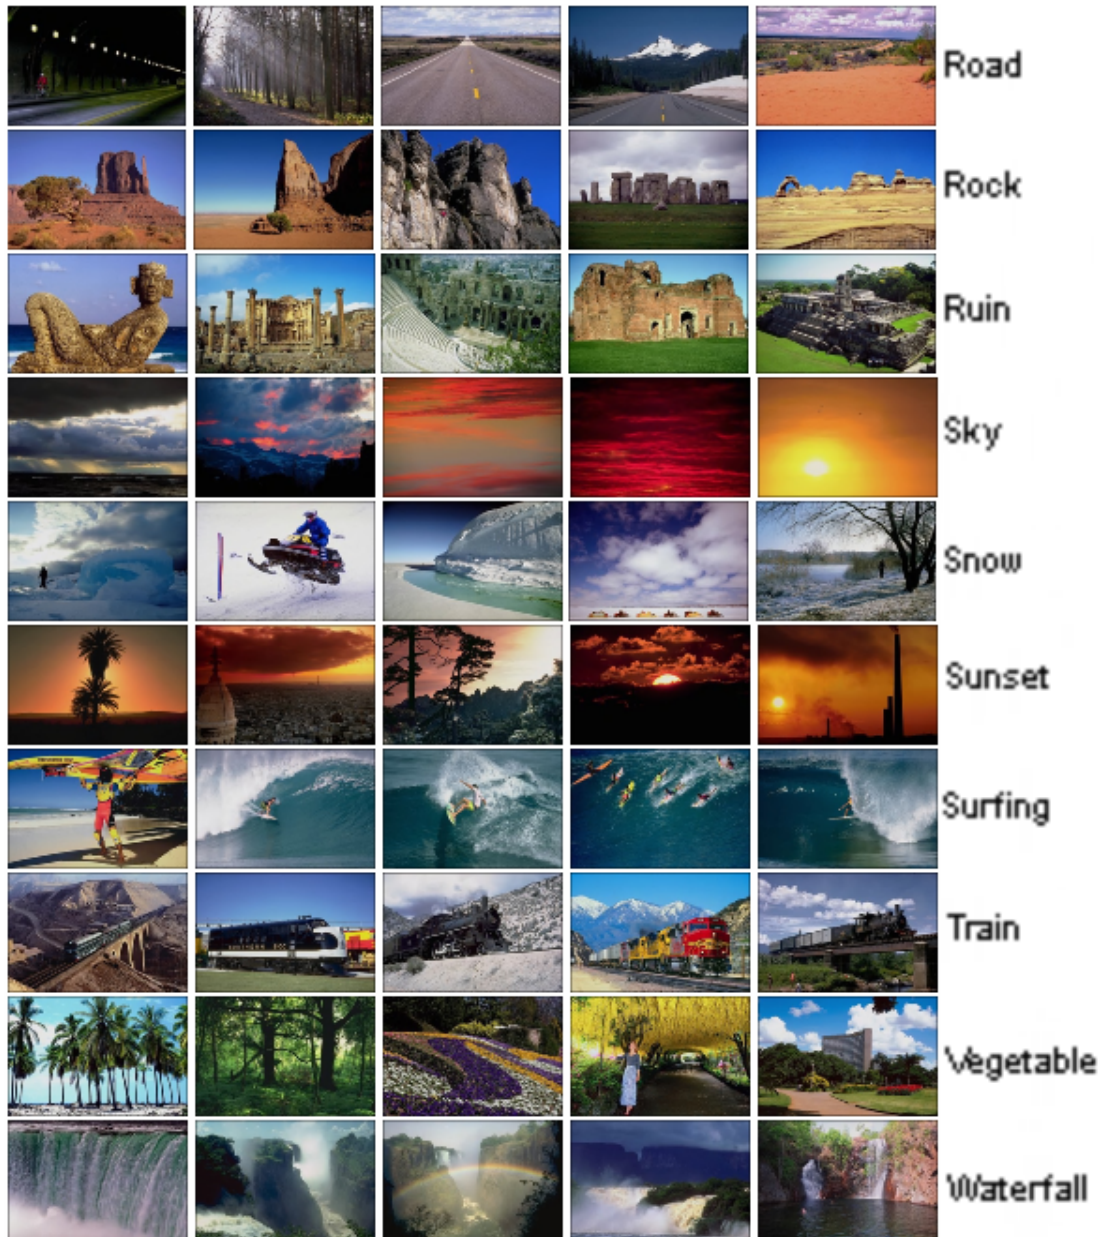 Road
Rock
Ruin
Sky
Snow
Sunset
Surfing
Train
Vegetable
Waterfall